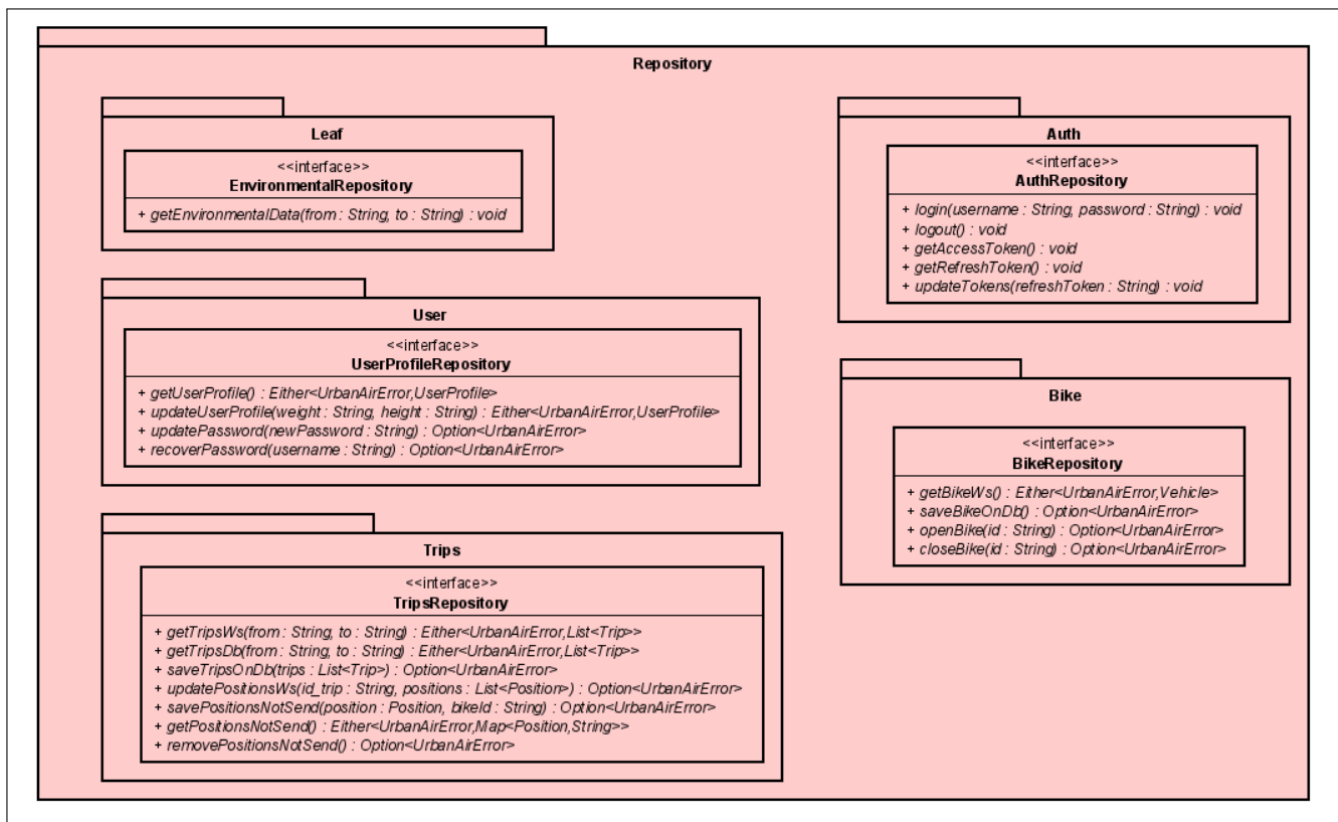 Repository
Leaf
<<interface>>
EnvironmentalRepository
+ getEnvironmentalData(from : String, to : String) : void
User
<<interface>>
UserProfileRepository
+ getUserProfile() : Either<UrbanAirError,UserProfile>
+ updateUserProfile(weight : String, height : String) : Either<UrbanAirError,UserProfile>
+ updatePassword(newPassword : String) : Option<UrbanAirError>
+ recoverPassword(username : String) : Option<UrbanAirError>
Trips
<<interface>>
TripsRepository
+ getTripsWs(from : String, to : String) : Either<UrbanAirError,List<Trip>>
+ getTripsDb(from : String, to : String) : Either<UrbanAirError,List<Trip>>
+ saveTripsOnDb(trips : List<Trip>) : Option<UrbanAirError>
+ updatePositionsWs(id_trip : String, positions : List<Position>) : Option<UrbanAirError>
+ savePositionsNotSend(position : Position, bikeId : String) : Option<UrbanAirError>
+ getPositionsNotSend() : Either<UrbanAirError,Map<Position,String>>
+ removePositionsNotSend() : Option<UrbanAirError>
Auth
<<interface>>
AuthRepository
+ login(username : String, password : String) : void
+ logout() : void
+ getAccessToken() : void
+ getRefreshToken() : void
+ updateTokens(refreshToken : String) : void
Bike
<<interface>>
BikeRepository
+ getBikeWs() : Either<UrbanAirError,Vehicle>
+ saveBikeOnDb() : Option<UrbanAirError>
+ openBike(id : String) : Option<UrbanAirError>
+ closeBike(id : String) : Option<UrbanAirError>